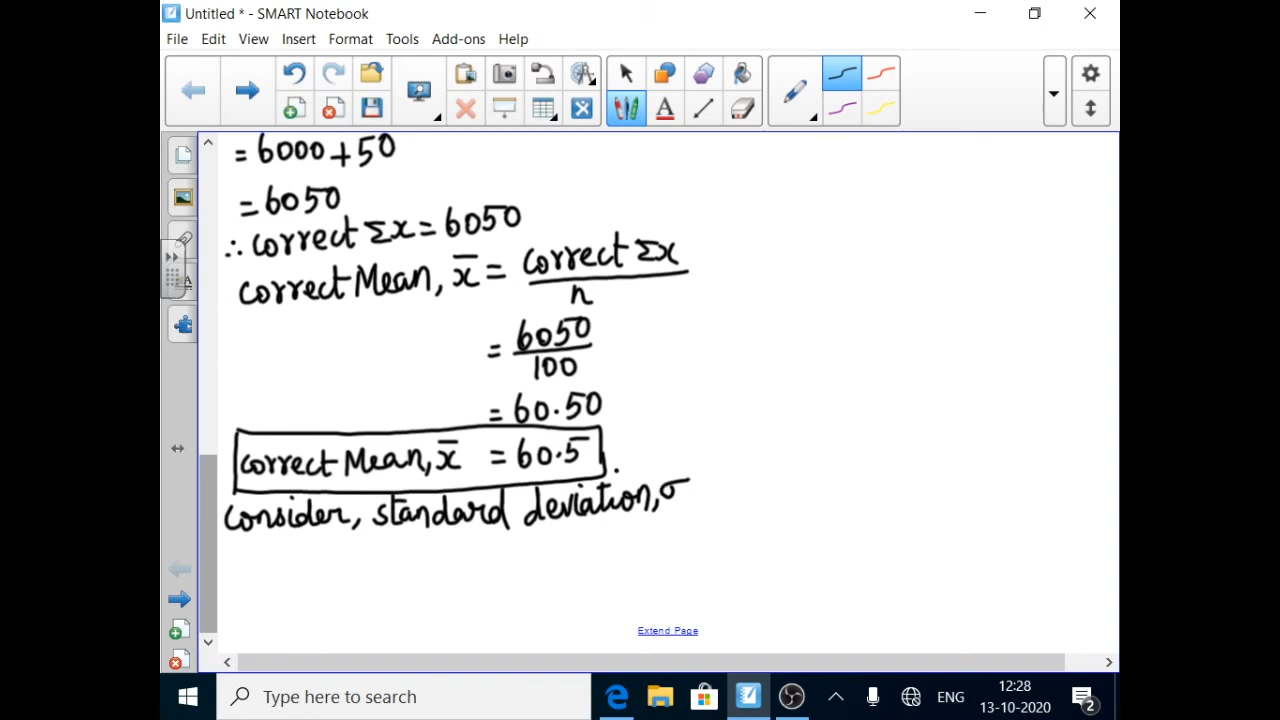 Untitled * - SMART Notebook
File Edit View Insert Format Tools Add-ons Help
= 6000 + 50
= 6050
∴ correct Σx = 6050
correct Mean, x̅ = correct Σx / n
= 6050 / 100
= 60.50
correct Mean, x̅ = 60.5 .
consider, standard deviation, σ
Extend Page
Type here to search
ENG
12:28
13-10-2020
2